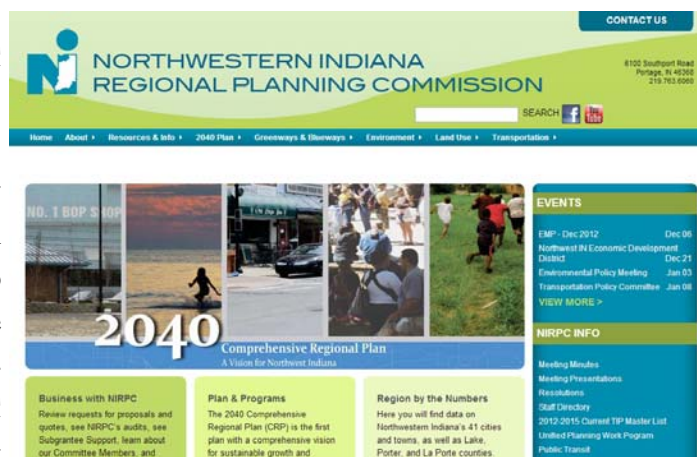 CONTACT US
NORTHWESTERN INDIANA
REGIONAL PLANNING COMMISSION
6100 Southport Road
Portage, IN 46368
219.763.6060
SEARCH
You
Tube
Home About Resources & Info 2040 Plan Greenways & Blueways Environment Land Use Transportation
NO. 1 BOP SHOP
2040
Comprehensive Regional Plan
A Vision for Northwest Indiana
EVENTS
EMP - Dec 2012 Dec 06
Northwest IN Economic Development
District Dec 21
Environmental Policy Meeting Jan 03
Transportation Policy Committee Jan 08
VIEW MORE >
NIRPC INFO
Meeting Minutes
Meeting Presentations
Resolutions
Staff Directory
2012-2015 Current TIP Master List
Unified Planning Work Pogram
Public Transit
Business with NIRPC
Review requests for proposals and
quotes, see NIRPC's audits, see
Subgrantee Support, learn about
our Committee Members, and
Plan & Programs
The 2040 Comprehensive
Regional Plan (CRP) is the first
plan with a comprehensive vision
for sustainable growth and
Region by the Numbers
Here you will find data on
Northwestern Indiana's 41 cities
and towns, as well as Lake,
Porter, and La Porte counties.